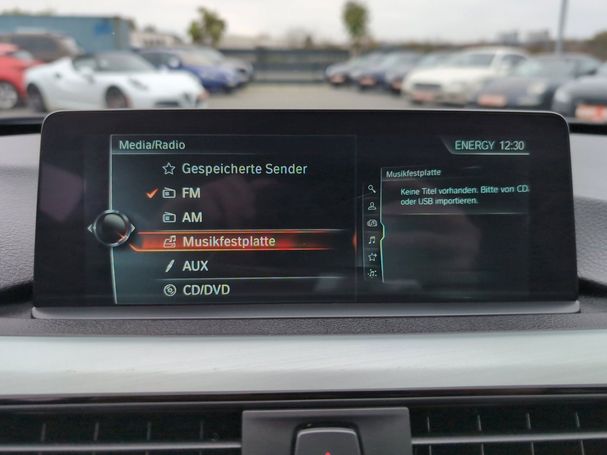 Media/Radio
ENERGY 12:30
Gespeicherte Sender
FM
AM
Musikfestplatte
AUX
CD/DVD
Musikfestplatte
Keine Titel vorhanden. Bitte von CD
oder USB importieren.